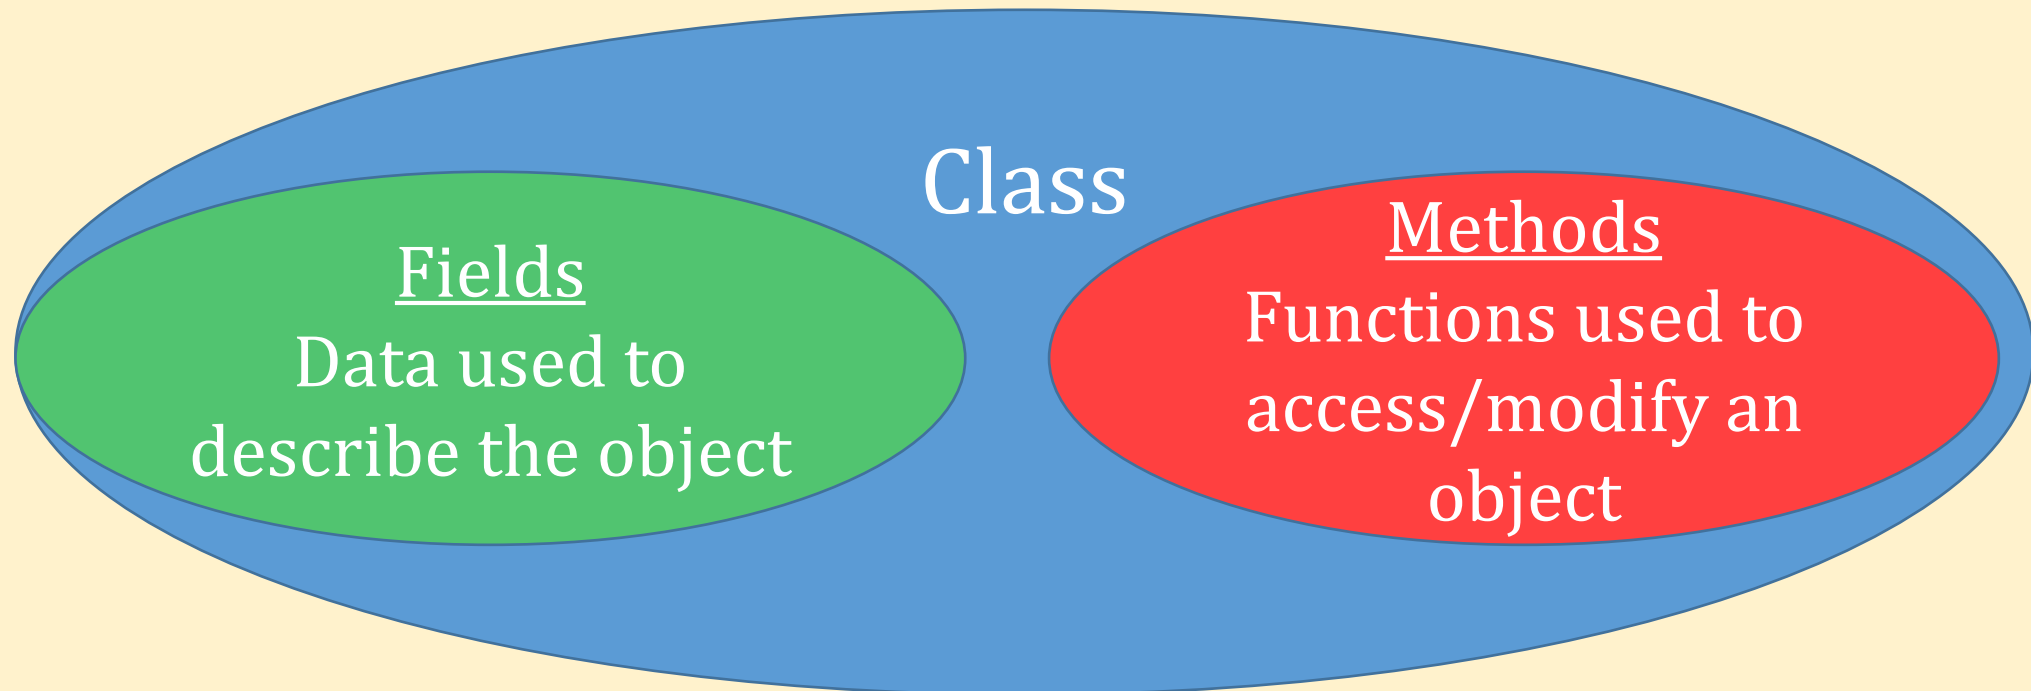 Class
Fields
Data used to
describe the object
Methods
Functions used to
access/modify an
object